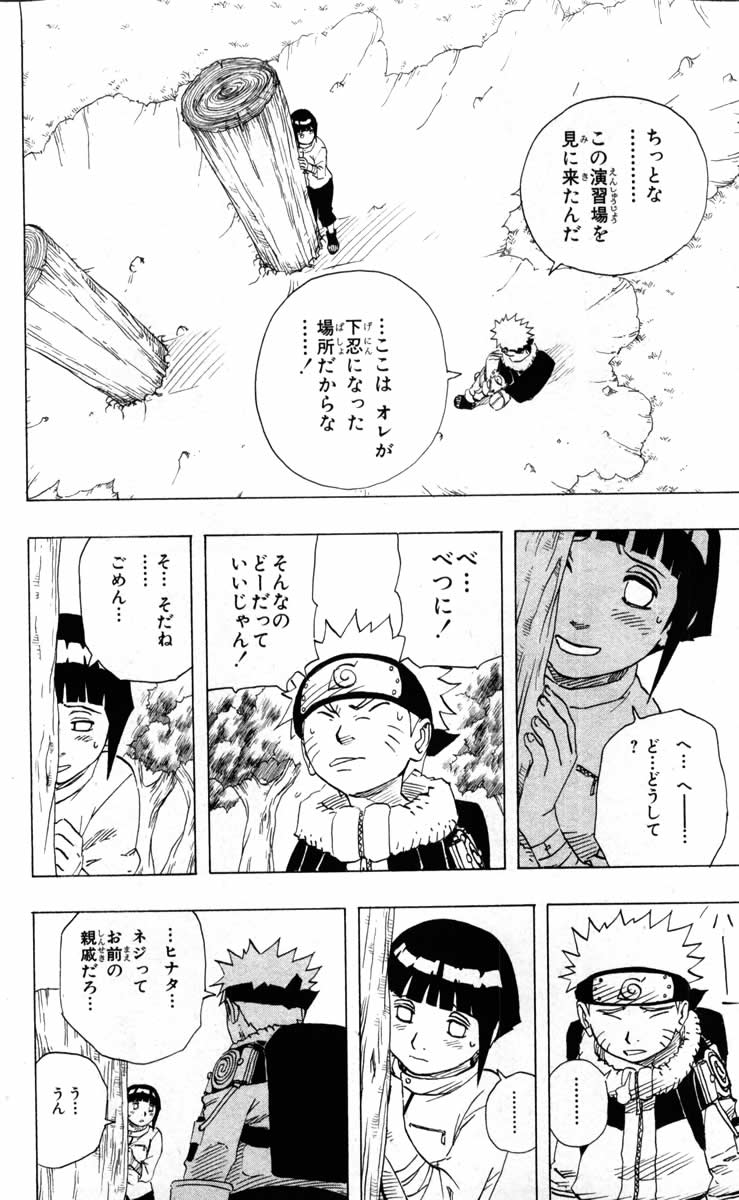 ちっとな
…………
この演習場を
見に来たんだ
…ここは オレが
下忍になった
場所だからな
……！
へ… へ——…
ど…どうして
？
べ…
べつに！
そんなの
どーだって
いいじゃん！
そ… そだね
……
ごめん…
……
……
……
……
…ヒナタ…
ネジって
お前の
親戚だろ…
う…
うん